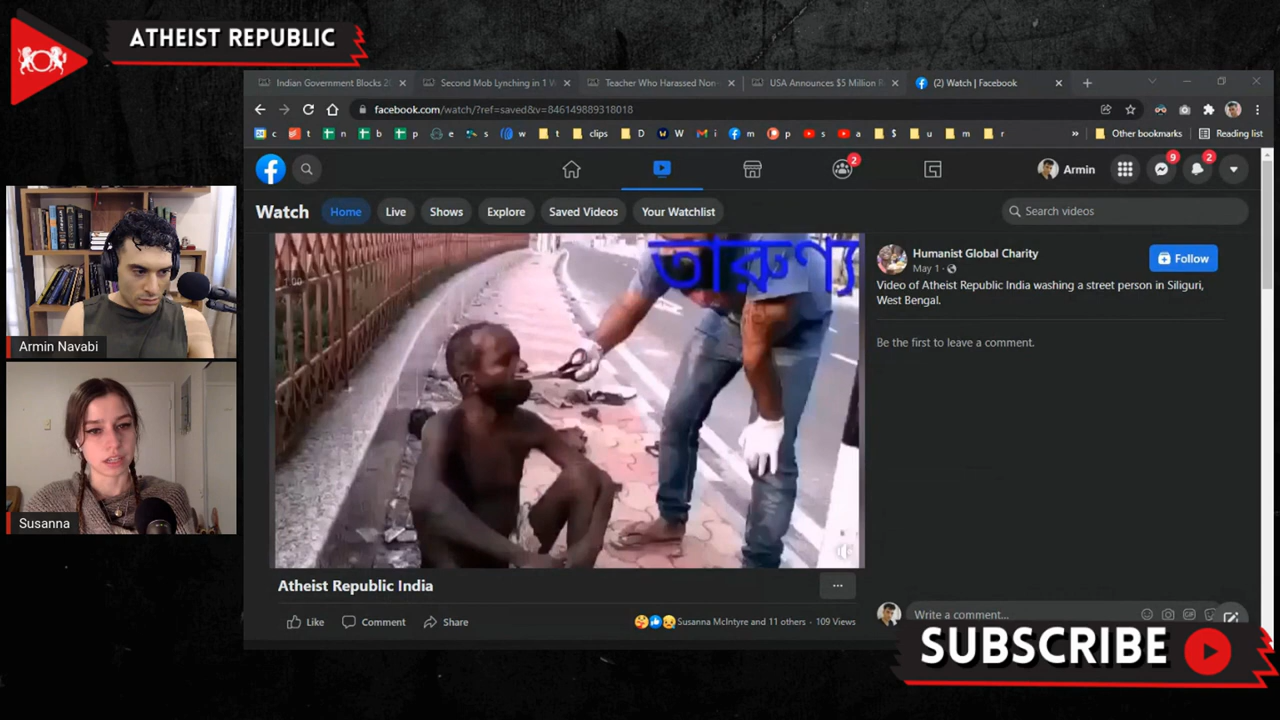 ATHEIST REPUBLIC
Indian Government Blocks 20
Second Mob Lynching in 1 W
Teacher Who Harassed Non-
USA Announces $5 Million R
(2) Watch | Facebook
facebook.com/watch/?ref=saved&v=846149889318018
c
t
n
b
p
e
s
w
t
clips
D
W
i
m
p
s
a
$
u
m
r
Other bookmarks
Reading list
2
Armin
9
2
Watch
Home
Live
Shows
Explore
Saved Videos
Your Watchlist
Search videos
তারুণ্য
Humanist Global Charity
Follow
May 1 ·
Video of Atheist Republic India washing a street person in Siliguri,
West Bengal.
Be the first to leave a comment.
Armin Navabi
Susanna
Atheist Republic India
Like
Comment
Share
Susanna McIntyre and 11 others · 109 Views
Write a comment...
SUBSCRIBE